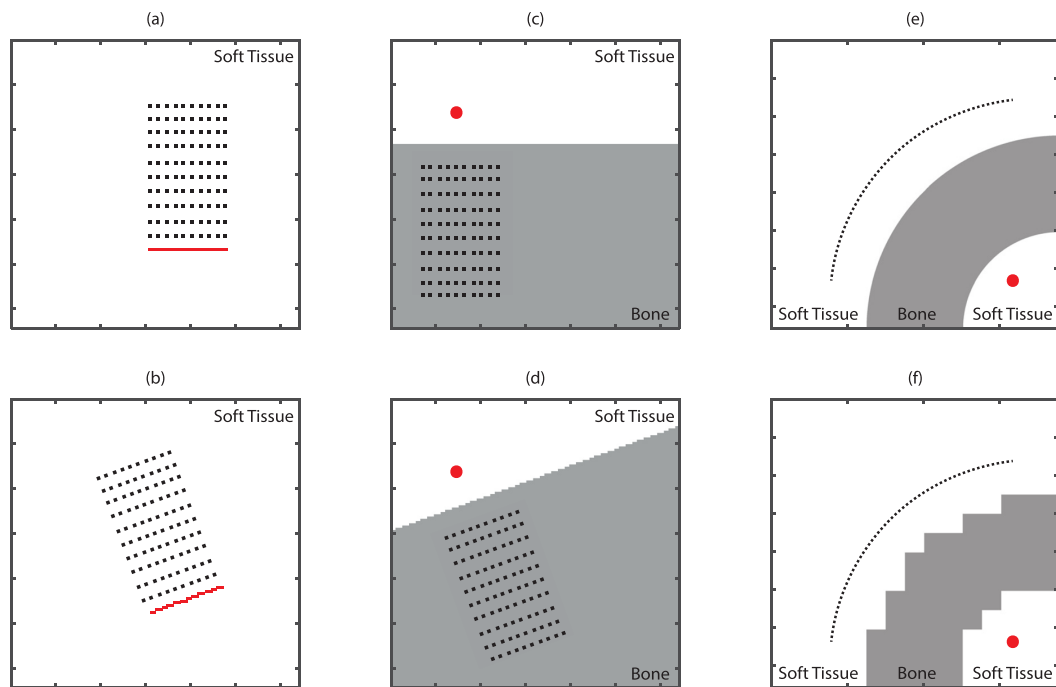 (a)
(c)
(e)
Soft Tissue
Soft Tissue
Bone
Soft Tissue
Bone
Soft Tissue
(b)
(d)
(f)
Soft Tissue
Soft Tissue
Bone
Soft Tissue
Bone
Soft Tissue